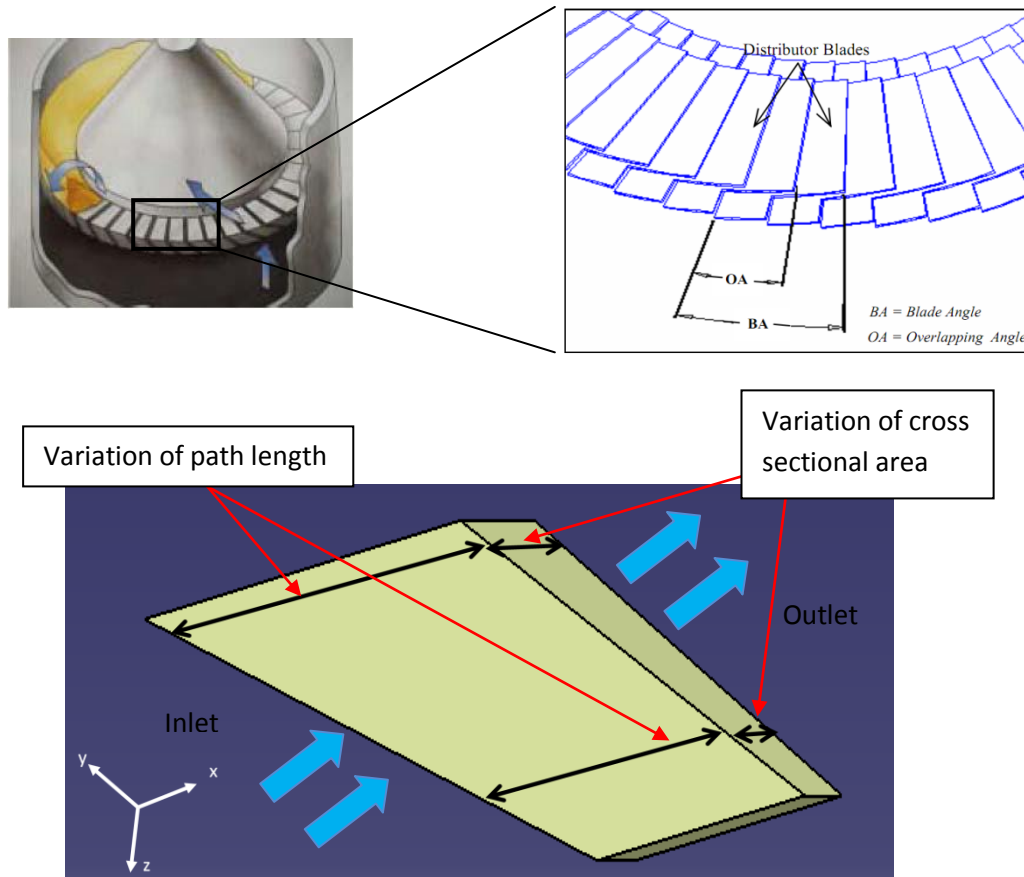 Distributor Blades
OA
BA
BA = Blade Angle
OA = Overlapping Angle
Variation of path length
Variation of cross
sectional area
Outlet
Inlet
y
x
z